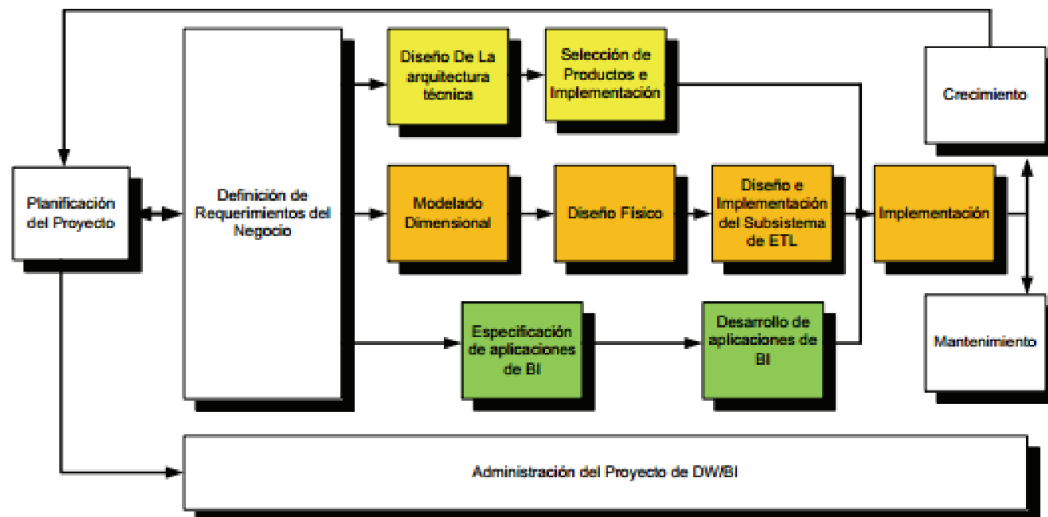 Diseño De La
arquitectura
técnica
Selección de
Productos e
Implementación
Crecimiento
Planificación
del Proyecto
Definición de
Requerimientos del
Negocio
Modelado
Dimensional
Diseño Físico
Diseño e
Implementación
del Subsistema
de ETL
Implementación
Especificación
de aplicaciones
de BI
Desarrollo de
aplicaciones de
BI
Mantenimiento
Administración del Proyecto de DW/BI